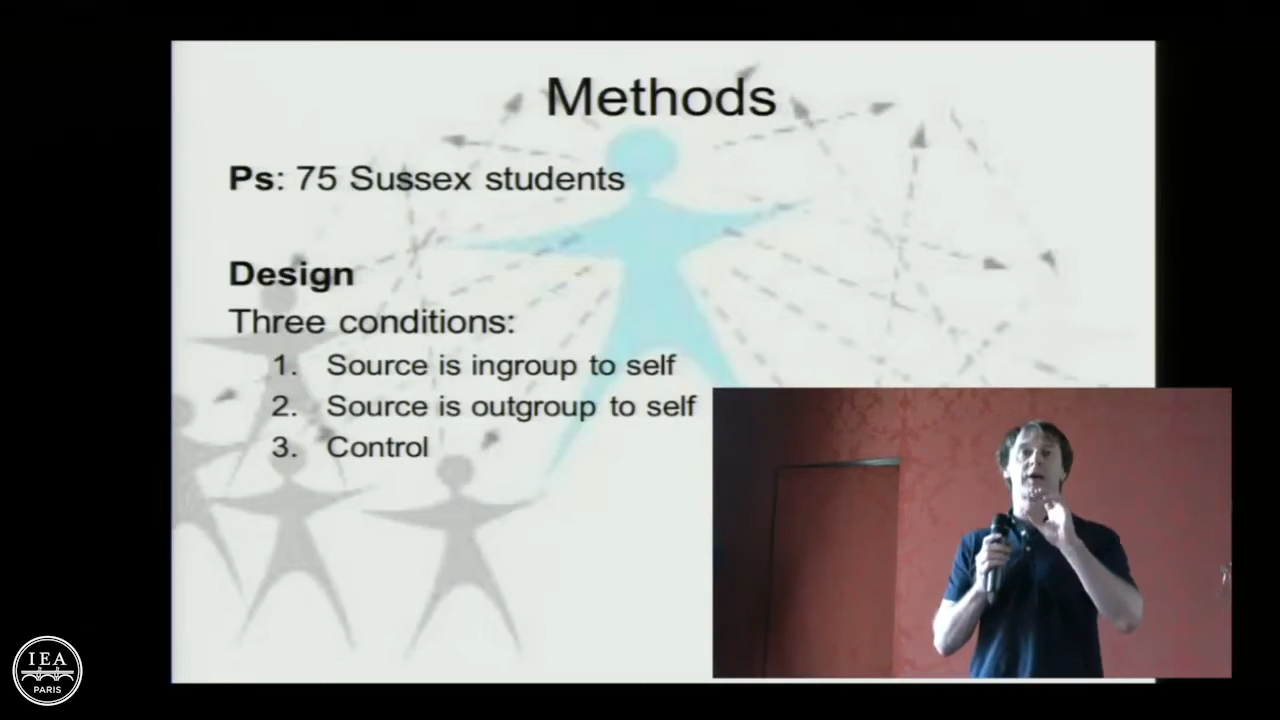 Methods
Ps: 75 Sussex students
Design
Three conditions:
1. Source is ingroup to self
2. Source is outgroup to self
3. Control
IEA
PARIS